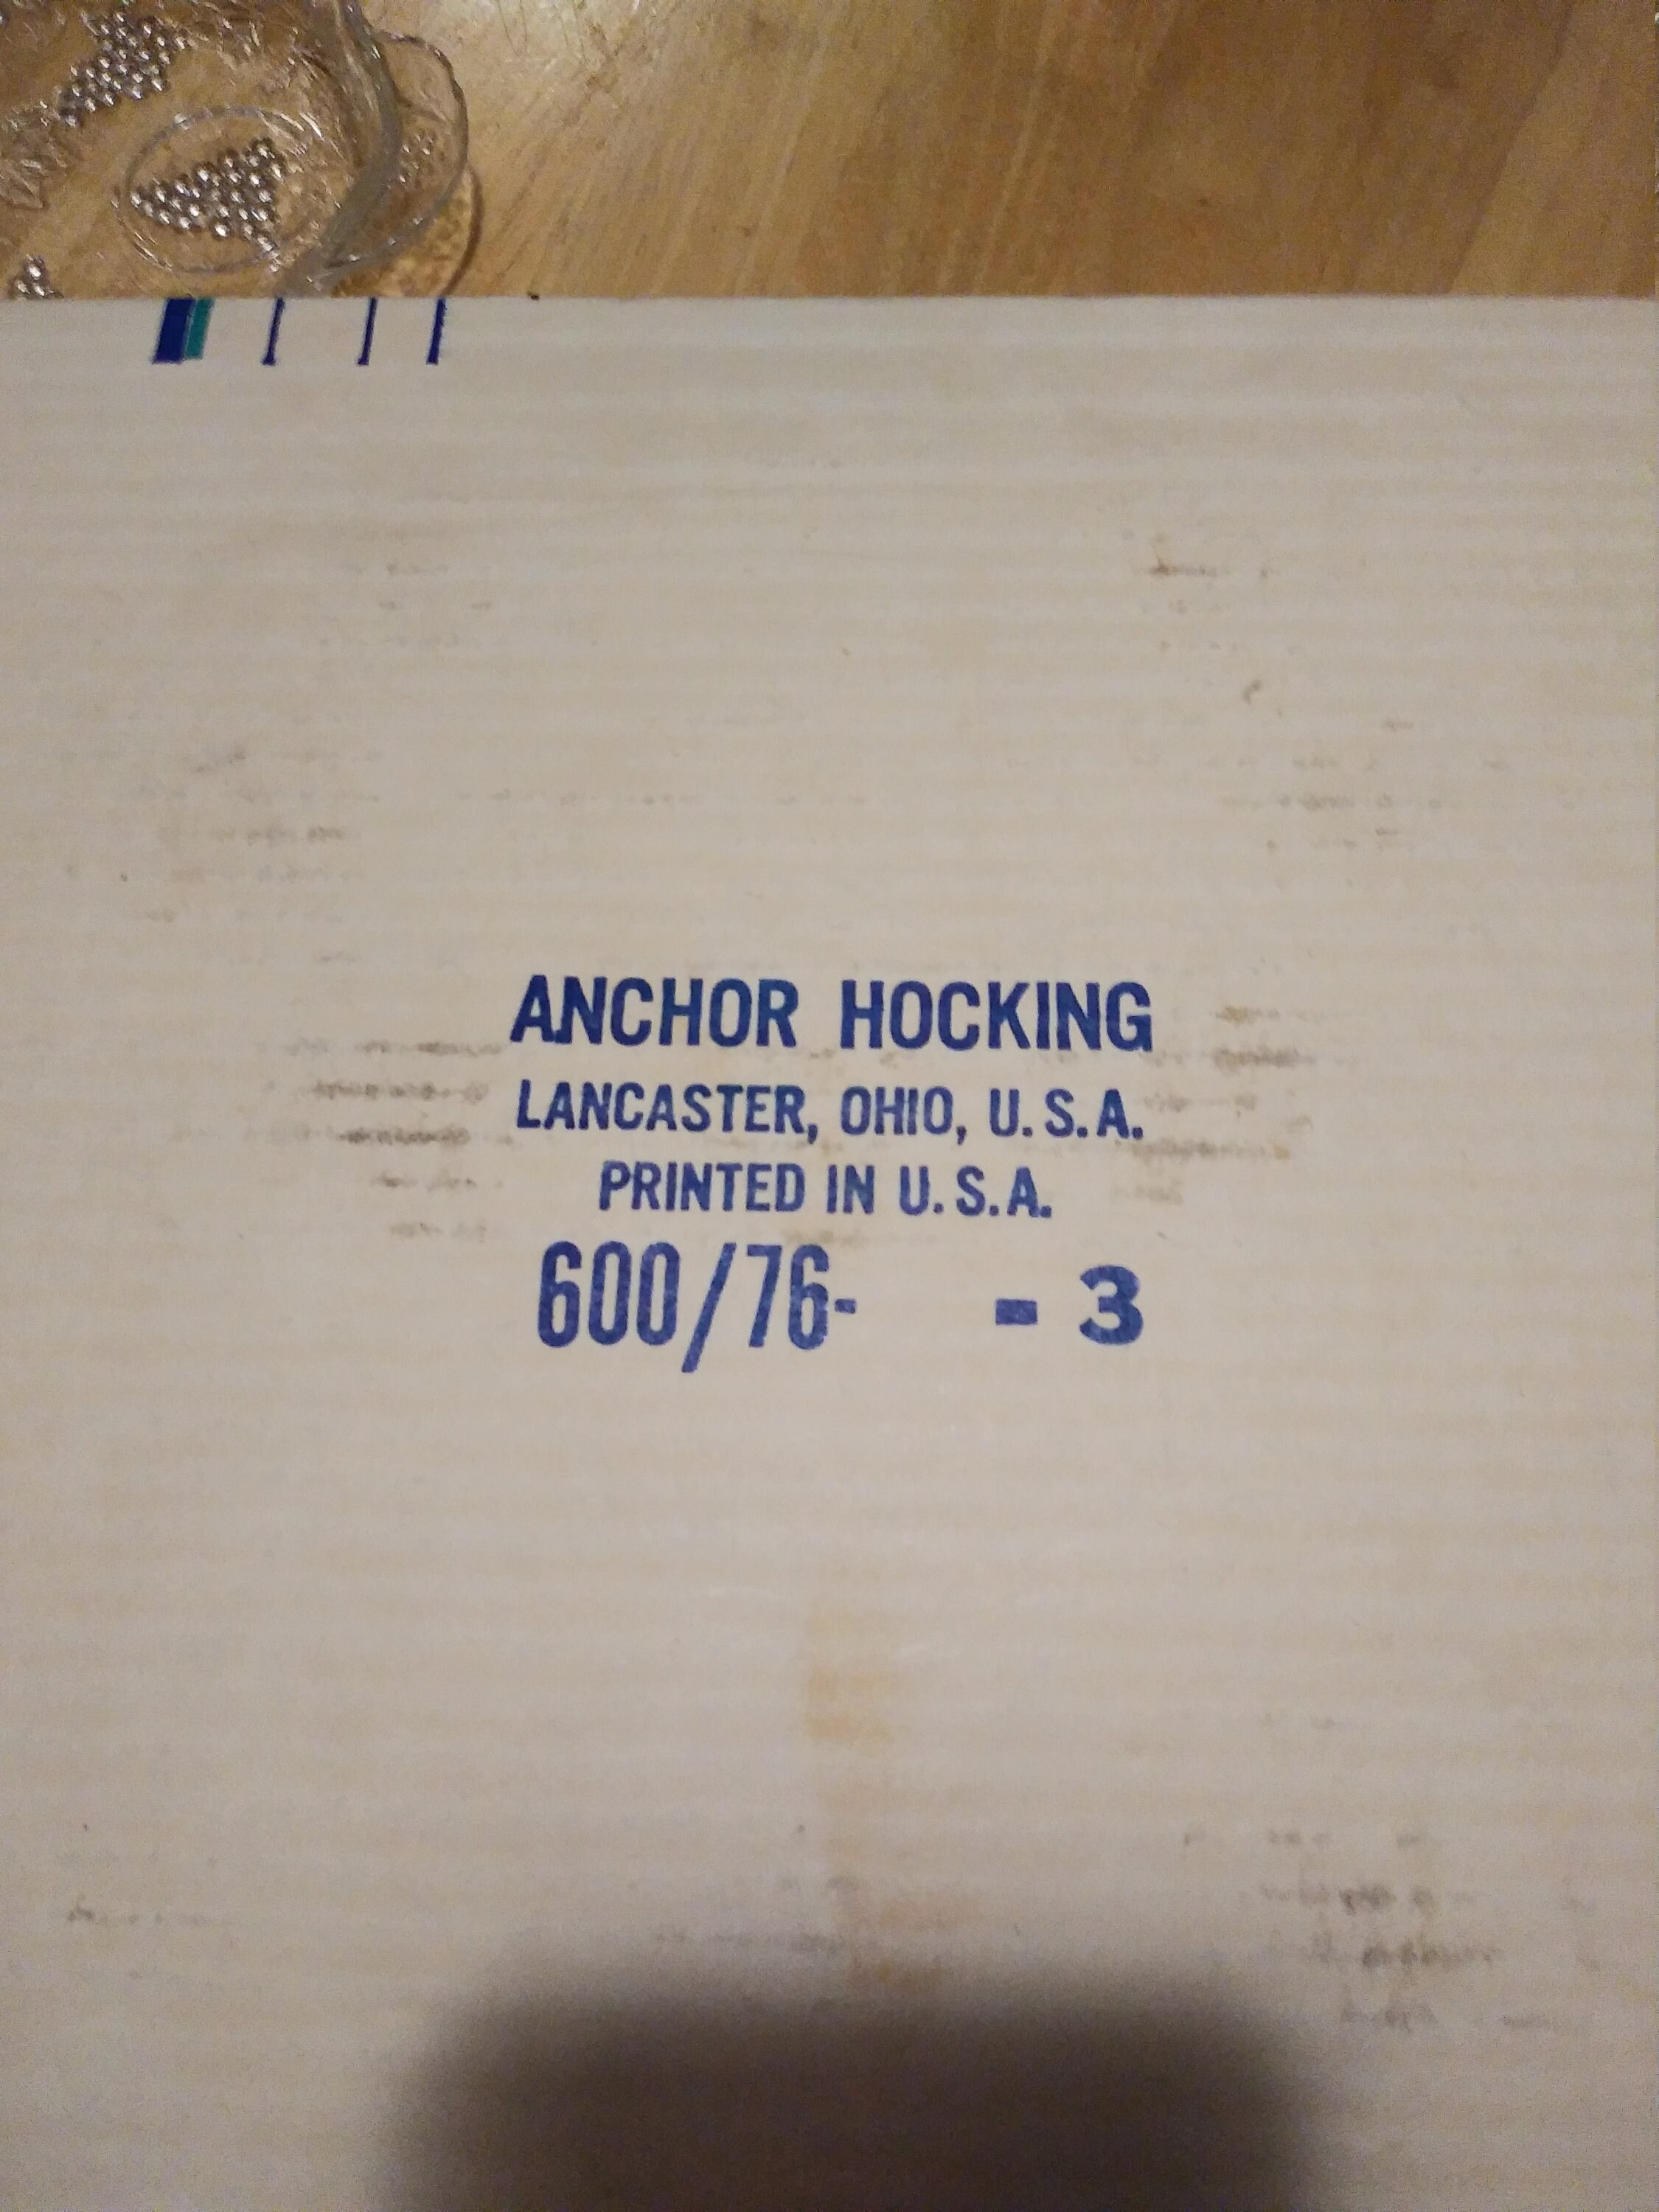 ANCHOR HOCKING
LANCASTER, OHIO, U.S.A.
PRINTED IN U.S.A.
600/76- - 3